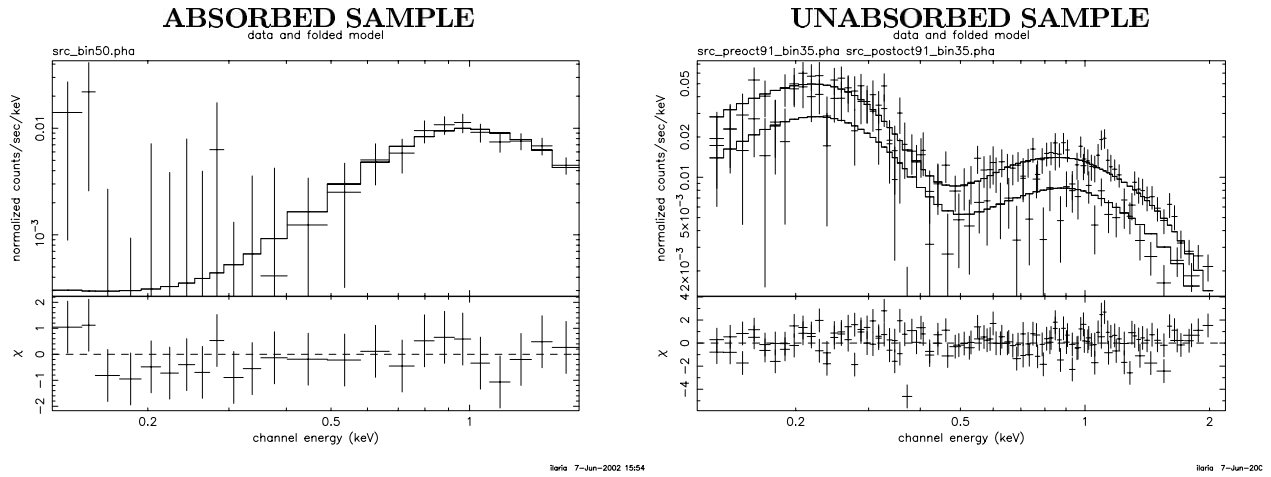 ABSORBED SAMPLE
data and folded model
src_bin50.pha
normalized counts/sec/keV
0.01
10⁻³
χ
2
1
0
−1
−2
0.2
0.5
1
channel energy (keV)
ilaria 7−Jun−2002 15:54
UNABSORBED SAMPLE
data and folded model
src_preoct91_bin35.pha src_postoct91_bin35.pha
normalized counts/sec/keV
0.05
0.02
0.01
5×10⁻³
2×10⁻³
χ
4
2
0
−2
−4
0.2
0.5
1
2
channel energy (keV)
ilaria 7−Jun−200